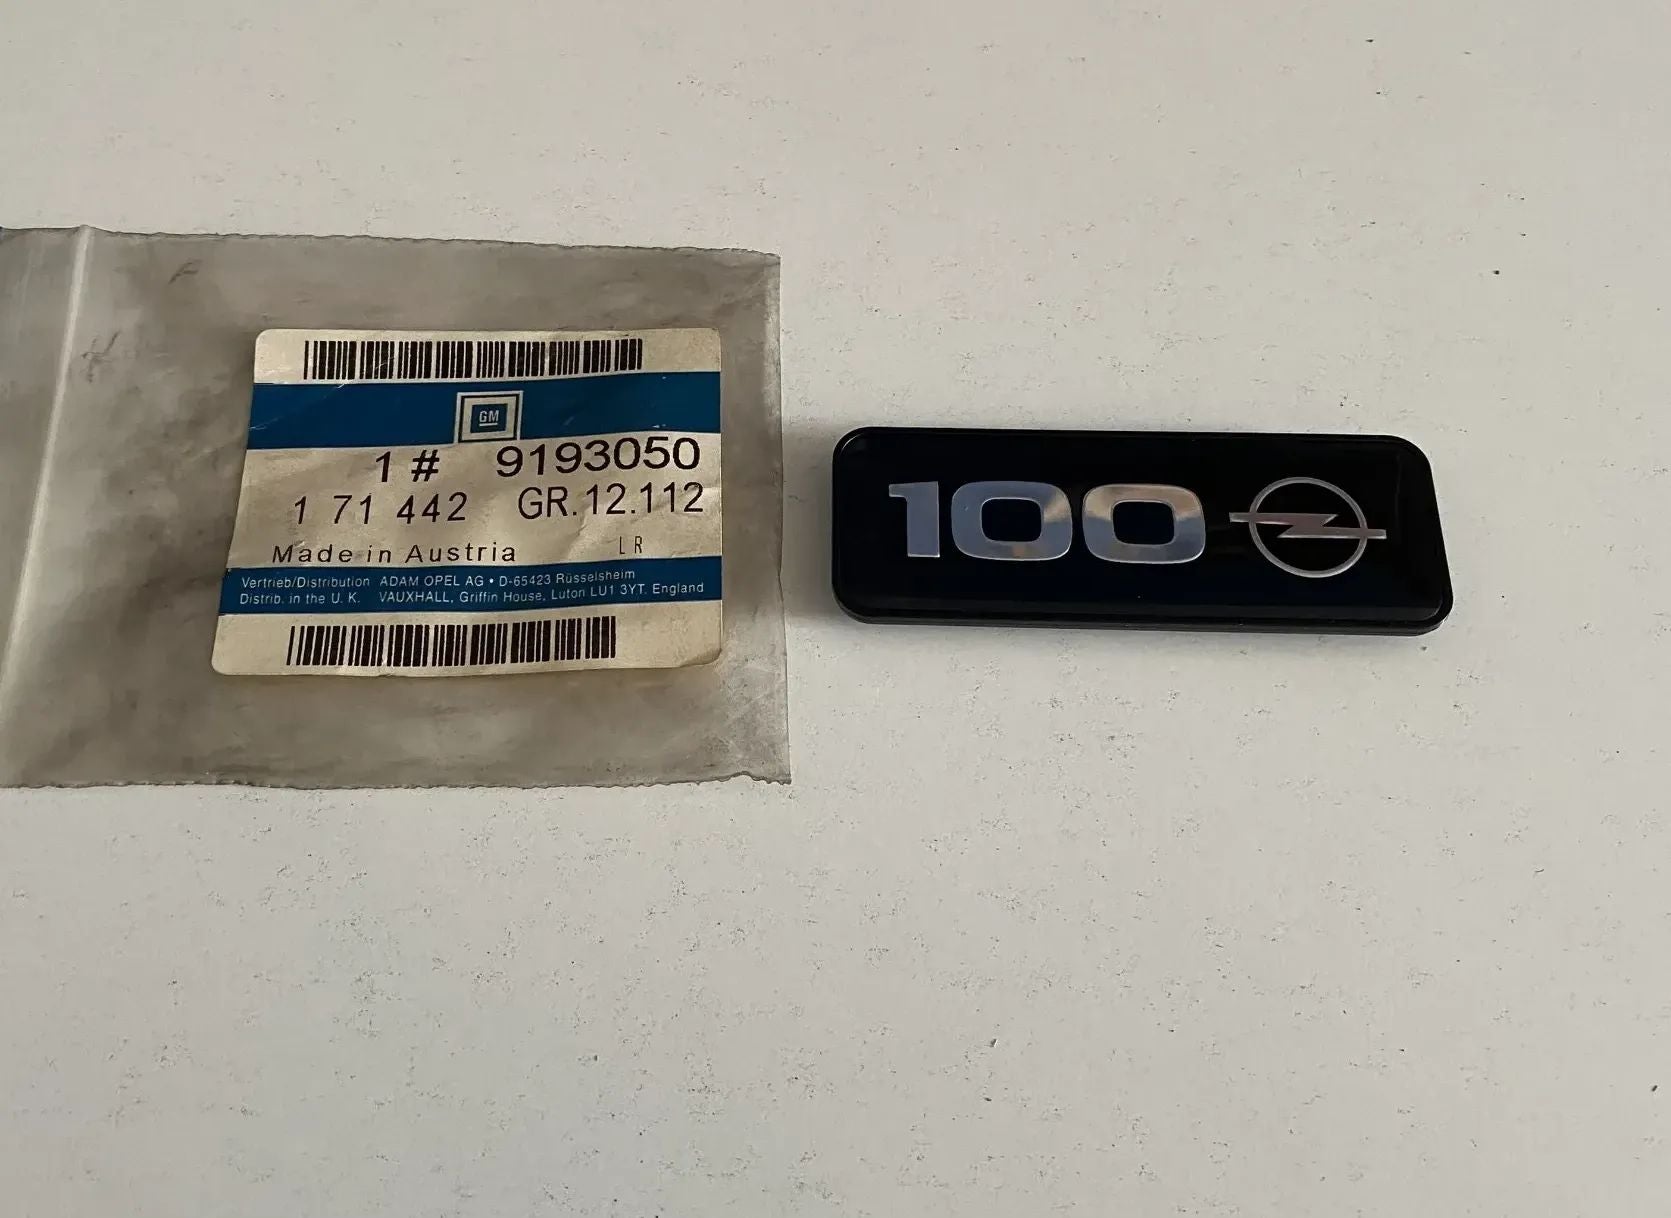 GM
1 # 9193050
1 71 442 GR.12.112
Made in Austria LR
Vertrieb/Distribution ADAM OPEL AG • D-65423 Rüsselsheim
Distrib. in the U. K. VAUXHALL, Griffin House, Luton LU1 3YT. England
100